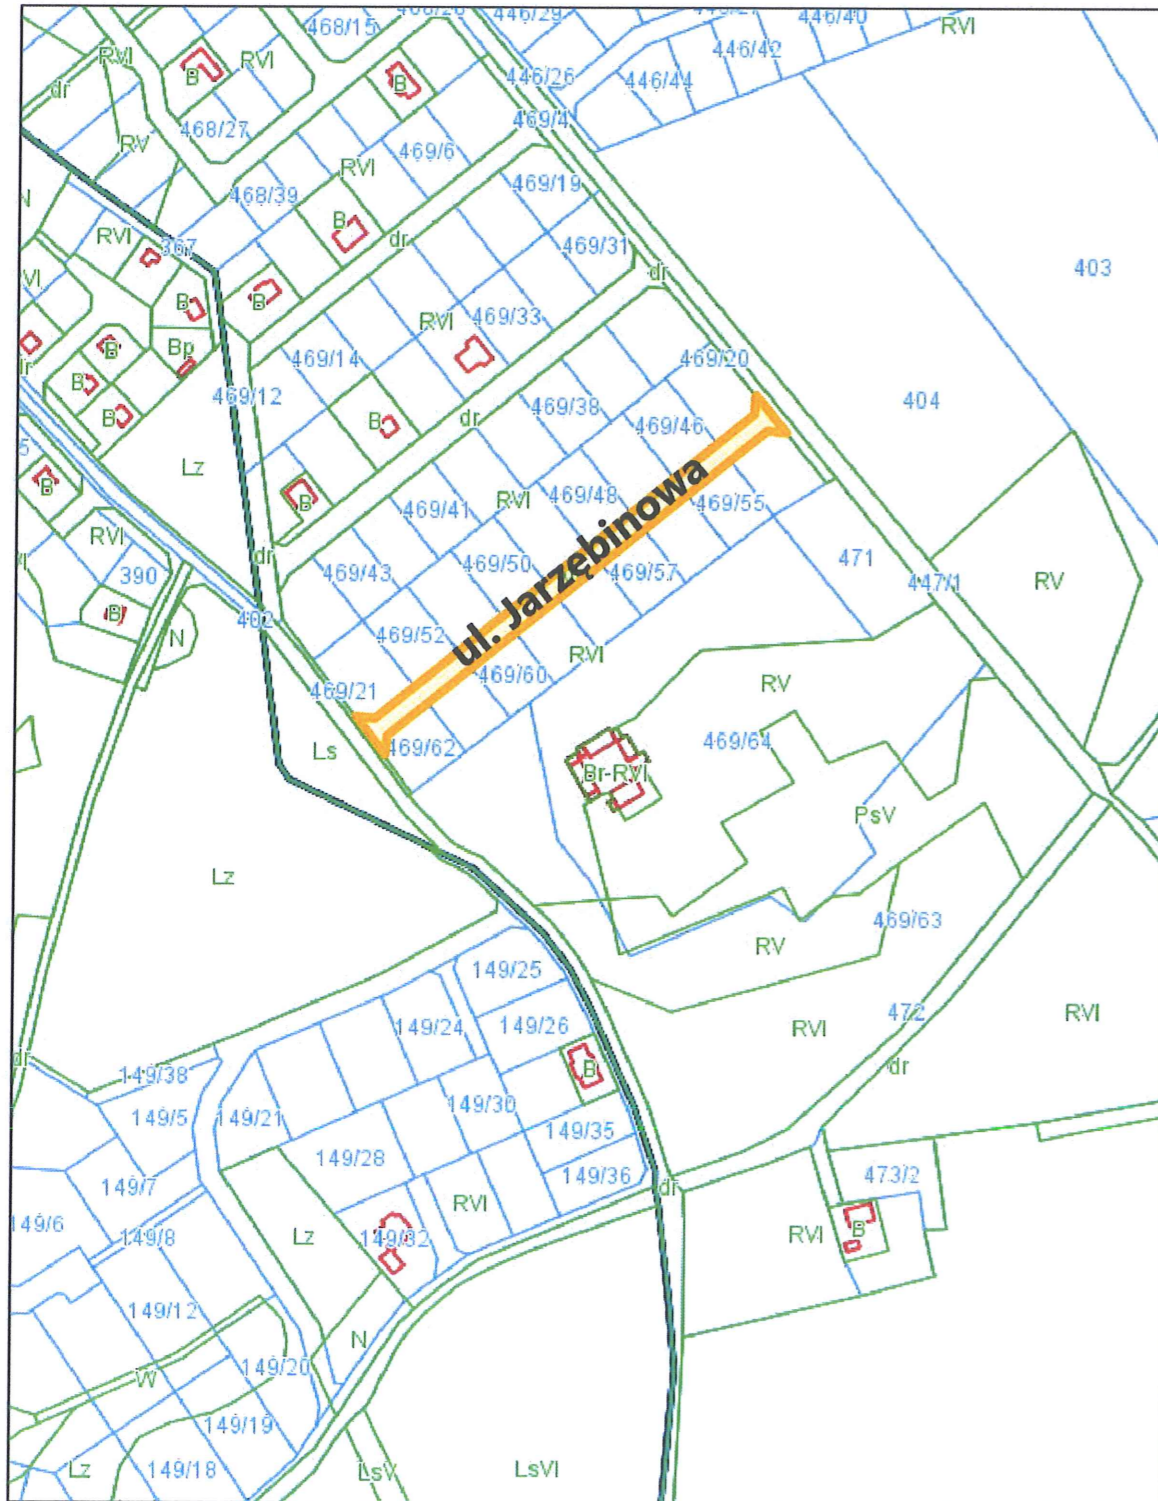 446/29
446/40
RVI
468/15
446/42
RVI
RVI
446/26
446/44
B
B
dr
469/4
468/27
RV
469/6
RVI
469/19
468/39
B
RVI
367
dr
469/31
dr
403
B
B
RVI
469/33
469/14
469/20
B
Bp
B
469/12
469/38
404
B
B
dr
469/46
Lz
B
B
469/41
RVI
469/48
469/55
RVI
dr
469/43
469/50
469/57
471
447/1
RV
390
B
402
N
469/52
ul. Jarzębinowa
RVI
469/60
RV
469/21
Ls
469/62
469/64
Br-RVI
PsV
Lz
469/63
RV
149/25
472
RVI
RVI
149/26
149/24
dr
dr
B
149/38
149/5
149/21
149/30
149/35
149/28
149/36
149/7
473/2
dr
RVI
149/6
149/8
Lz
149/32
RVI
B
149/12
N
149/20
W
149/19
Lz
149/18
LsV
LsVI